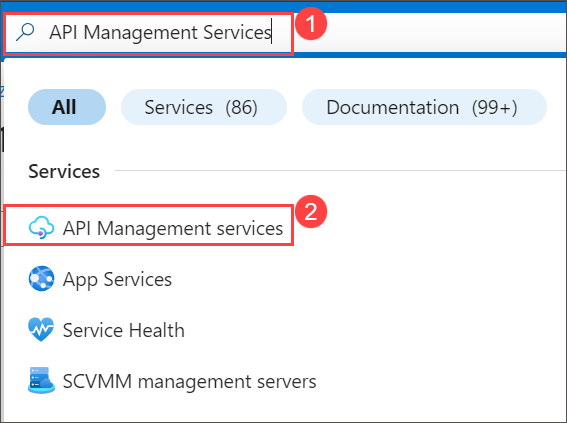 API Management Services
1
All
Services (86)
Documentation (99+)
Services
API Management services
2
App Services
Service Health
SCVMM management servers